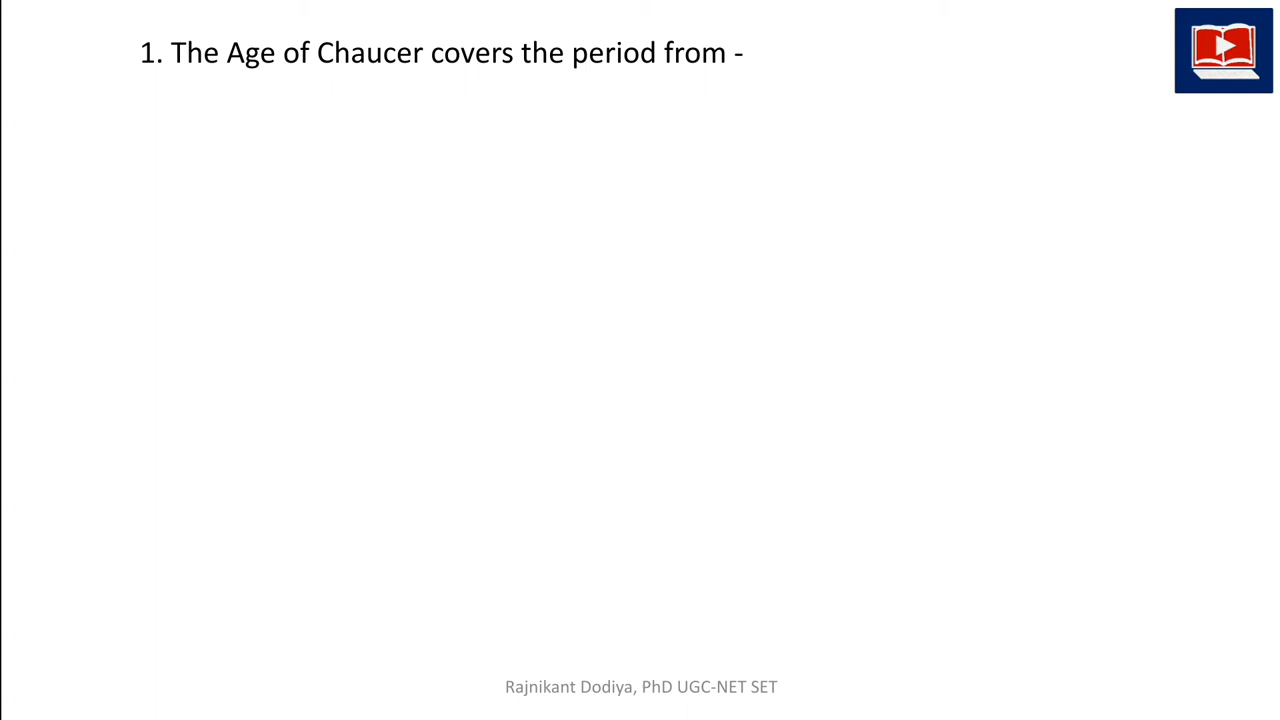 1. The Age of Chaucer covers the period from -
Rajnikant Dodiya, PhD UGC-NET SET